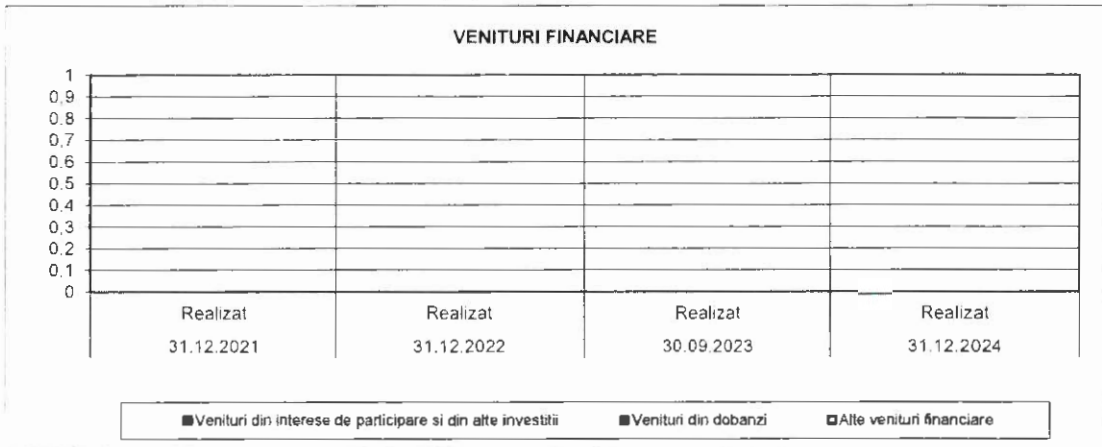 VENITURI FINANCIARE
1
0,9
0.8
0.7
0.6
0.5
0.4
0,3
0.2
0.1
0
Realizat Realizat Realizat Realizat
31.12.2021 31.12.2022 30.09.2023 31.12.2024
Venituri din interese de participare si din alte investitii Venituri din dobanzi Alte venituri financiare